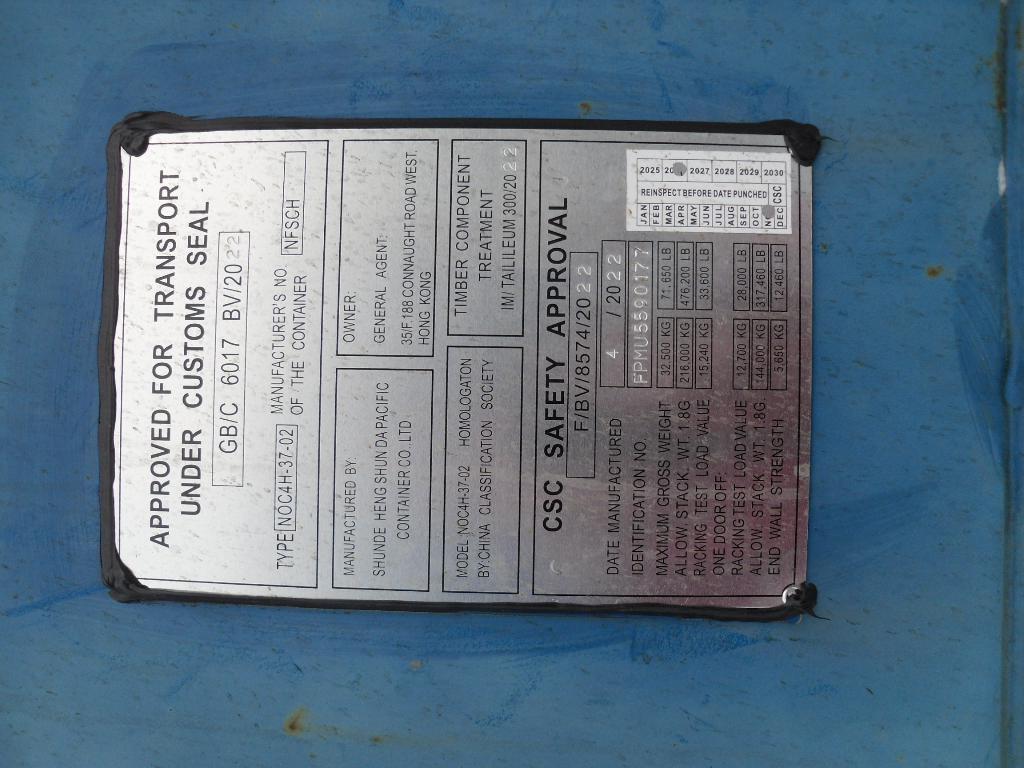 APPROVED FOR TRANSPORT
UNDER CUSTOMS SEAL
GB/C 6017 BV/2022
TYPE NOC4H-37-02 MANUFACTURER'S NO. OF THE CONTAINER NFSCH
MANUFACTURED BY:
SHUNDE HENG SHUN DA PACIFIC
CONTAINER CO. LTD
OWNER:
GENERAL AGENT:
35/F, 188 CONNAUGHT ROAD WEST,
HONG KONG
MODEL NOC4H-37-02 HOMOLOGATON
BY:CHINA CLASSIFICATION SOCIETY
TIMBER COMPONENT
TREATMENT
IM/TAILILEUM 300/2022
CSC SAFETY APPROVAL
F/BV/8574/2022
DATE MANUFACTURED 4 /2022
IDENTIFICATION NO. FPMU5590177
MAXIMUM GROSS WEIGHT 32,500 KG 71,650 LB
ALLOW. STACK. WT. 1.8G 216,000 KG 476,200 LB
RACKING TEST LOAD VALUE 15,240 KG 33,600 LB
ONE DOOR OFF
RACKING TEST LOAD VALUE 12,700 KG 28,000 LB
ALLOW. STACK WT. 1.8G. 144,000 KG 317,460 LB
END WALL STRENGTH 5,650 KG 12,460 LB
2025 2027 2028 2029 2030
REINSPECT BEFORE DATE PUNCHED CSC
JAN FEB MAR APR MAY JUN JUL AUG SEP OCT DEC